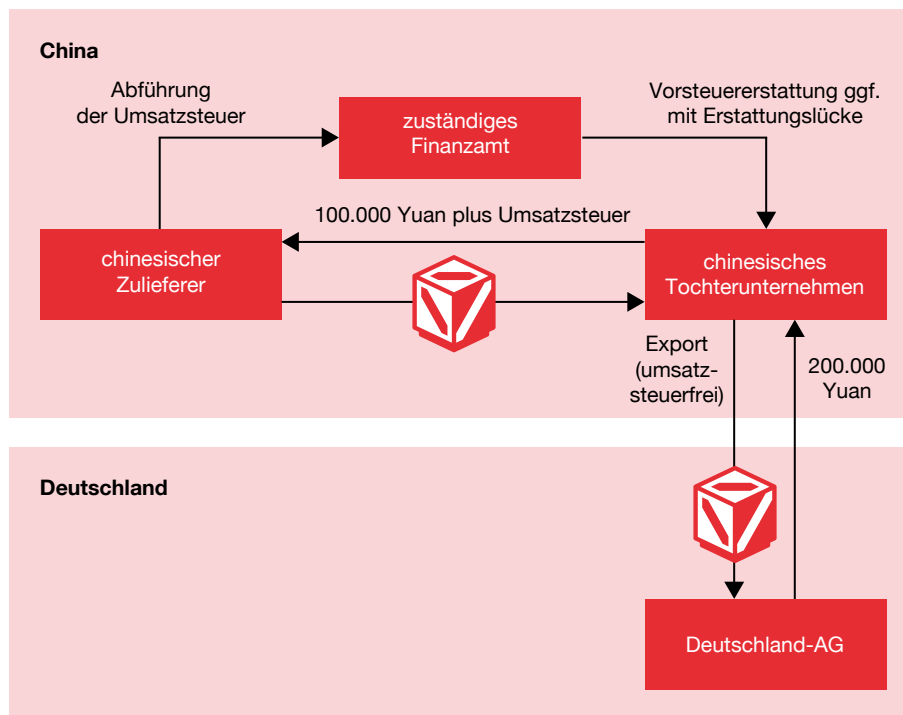 China
Abführung
der Umsatzsteuer
zuständiges
Finanzamt
Vorsteuererstattung ggf.
mit Erstattungslücke
100.000 Yuan plus Umsatzsteuer
chinesischer
Zulieferer
chinesisches
Tochterunternehmen
Export
(umsatz-
steuerfrei)
200.000
Yuan
Deutschland
Deutschland-AG